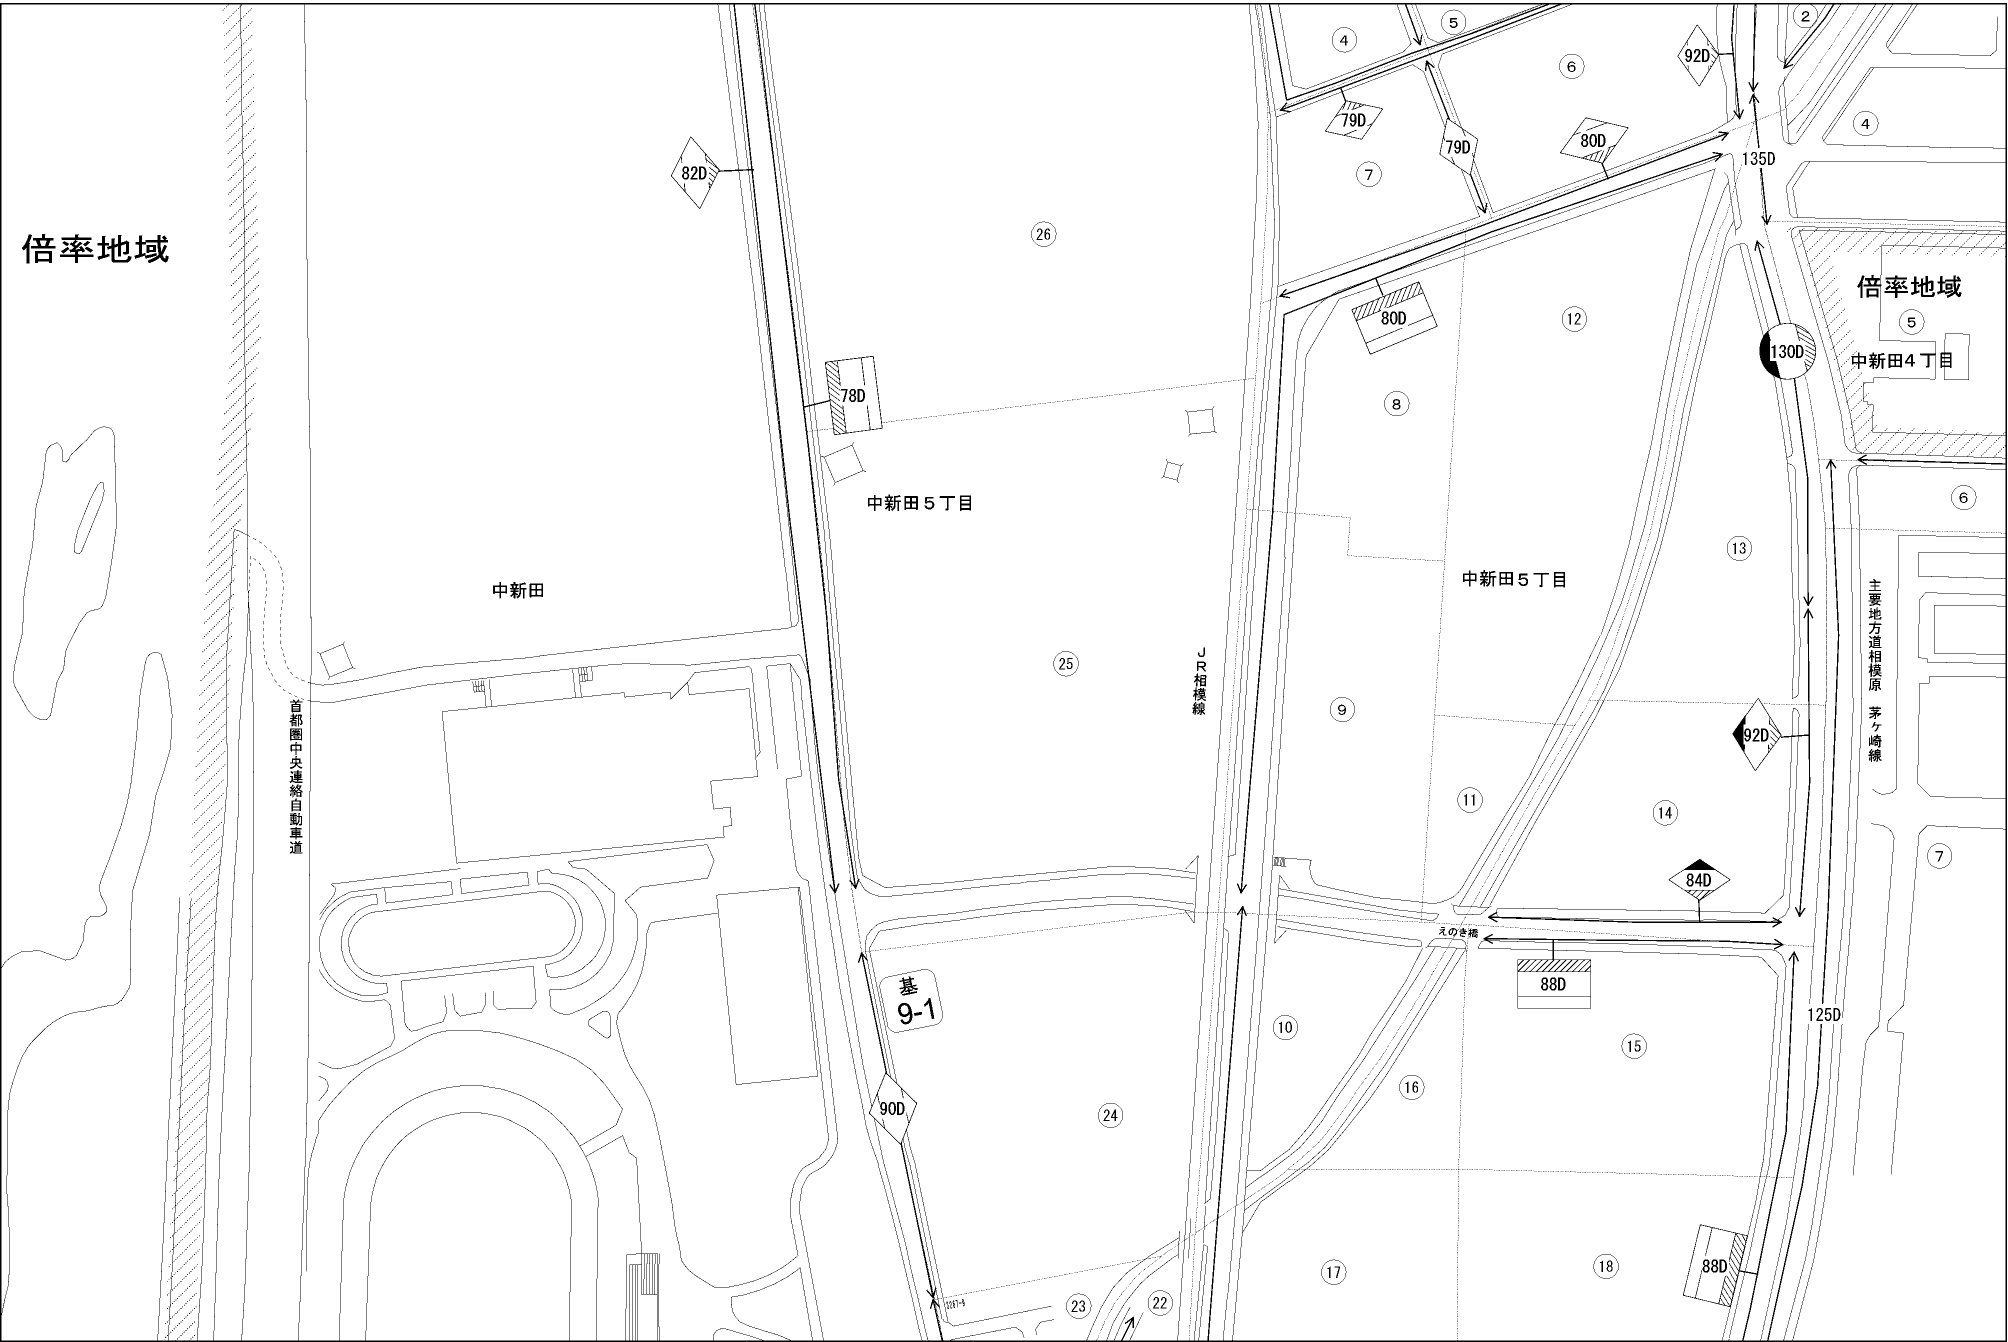 ②
⑤
④
92D
⑥
79D
④
79D
80D
135D
82D
⑦
㉖
倍率地域
倍率地域
80D
⑫
⑤
130D
中新田4丁目
78D
⑧
中新田5丁目
⑥
⑬
中新田5丁目
中新田
主要地方道相模原 茅ヶ崎線
㉕
JR相模線
⑨
首都圏中央連絡自動車道
92D
⑪
⑭
⑦
84D
えのき橋
88D
基
9-1
125D
⑩
⑮
⑯
90D
㉔
88D
⑰
⑱
㉓
㉒